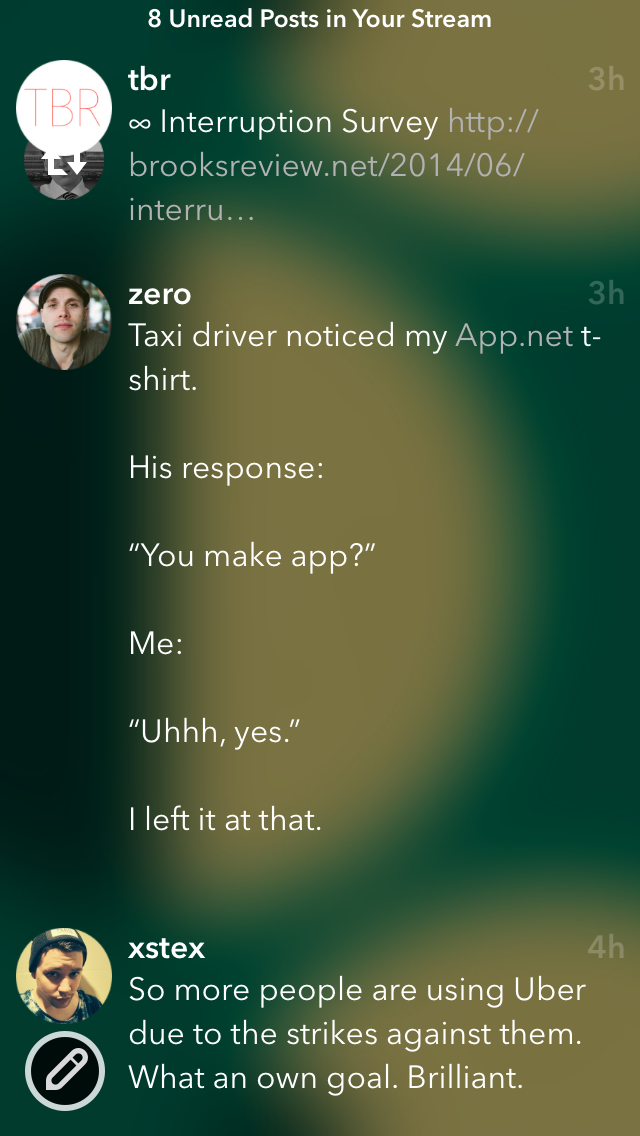 8 Unread Posts in Your Stream
TBR
tbr
3h
∞ Interruption Survey http://
brooksreview.net/2014/06/
interru…
zero
3h
Taxi driver noticed my App.net t-
shirt.
His response:
“You make app?”
Me:
“Uhhh, yes.”
I left it at that.
xstex
4h
So more people are using Uber
due to the strikes against them.
What an own goal. Brilliant.